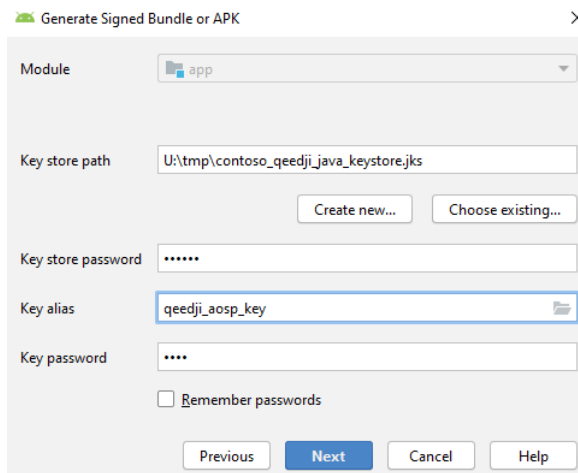 Generate Signed Bundle or APK
Module app
Key store path U:\tmp\contoso_qeedji_java_keystore.jks
Create new... Choose existing...
Key store password ••••••
Key alias qeedji_aosp_key
Key password ••••
Remember passwords
Previous Next Cancel Help